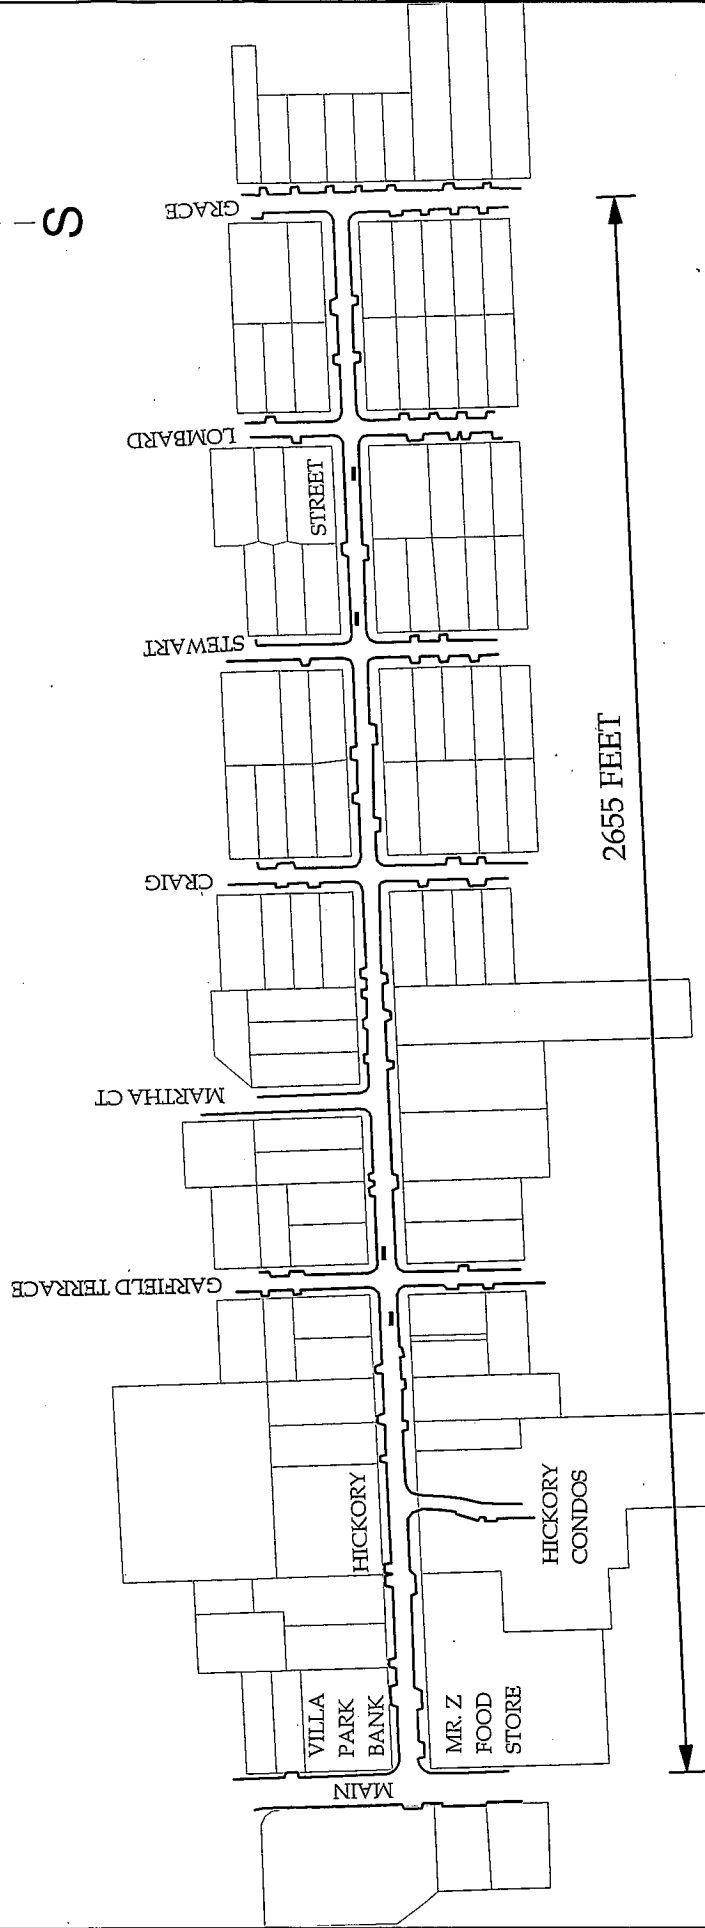 S
GRACE
LOMBARD
STREET
STEWART
2655 FEET
CRAIG
MARTHA CT
GARFIELD TERRACE
HICKORY
HICKORY
CONDOS
VILLA
PARK
BANK
MR. Z
FOOD
STORE
MAIN